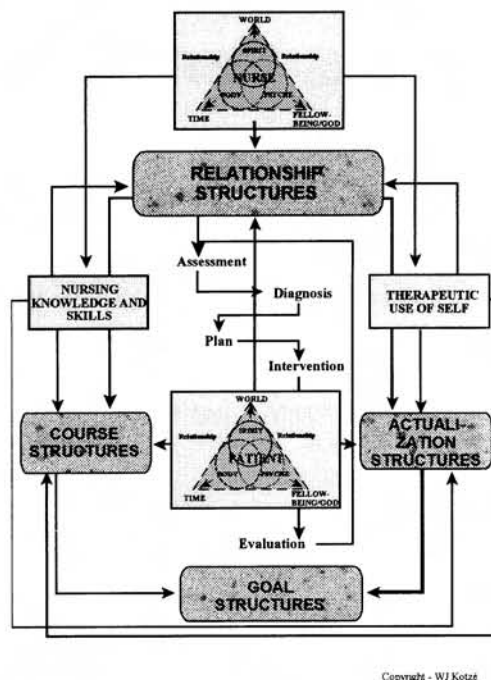 WORLD
Relationship
SPIRIT
Relationship
NURSE
BODY
PSYCHE
TIME
FELLOW-
BEING/GOD
RELATIONSHIP
STRUCTURES
Assessment
NURSING
KNOWLEDGE AND
SKILLS
Diagnosis
THERAPEUTIC
USE OF SELF
Plan
Intervention
WORLD
Relationship
SPIRIT
Relationship
PATIENT
BODY
PSYCHE
TIME
FELLOW-
BEING/GOD
COURSE
STRUCTURES
ACTUALI-
ZATION
STRUCTURES
Evaluation
GOAL
STRUCTURES
Copyright - WJ Kotzé